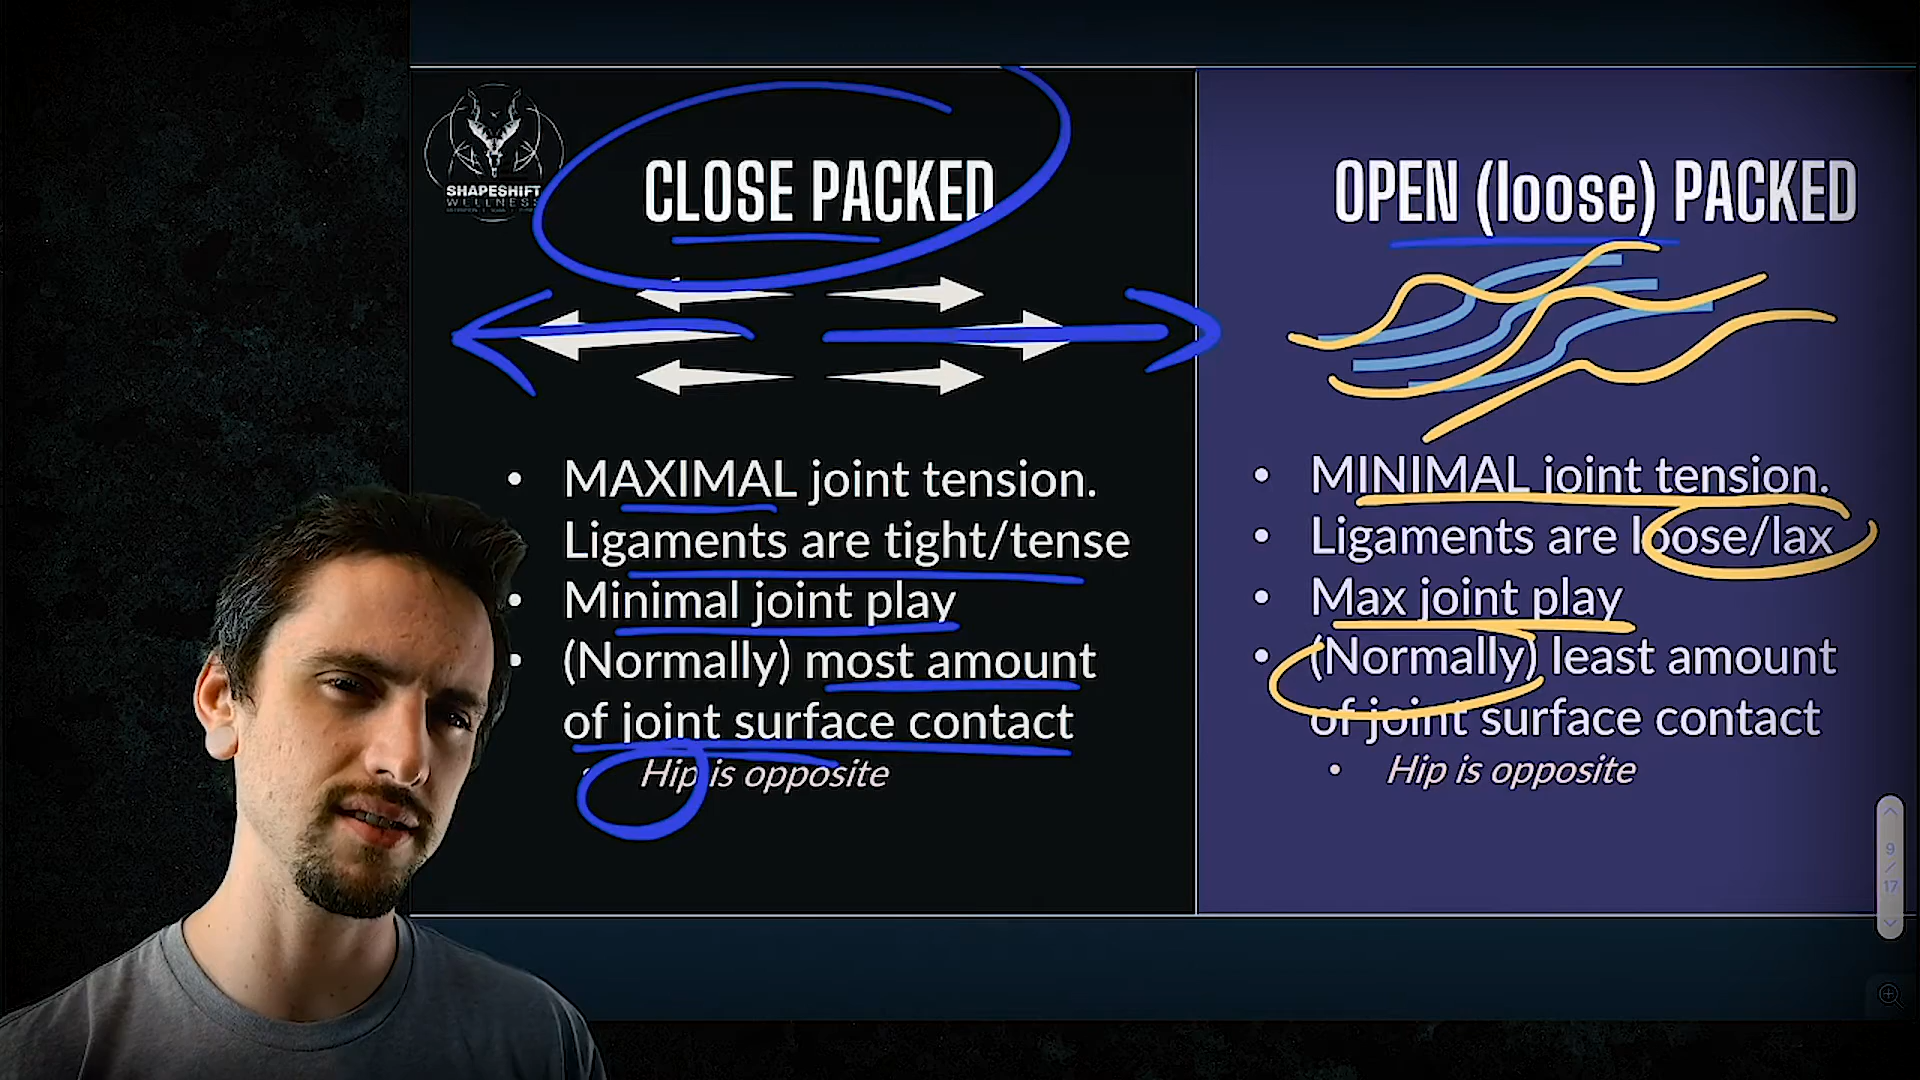 SHAPESHIFT
WELLNESS
CLOSE PACKED
MAXIMAL joint tension.
Ligaments are tight/tense
Minimal joint play
(Normally) most amount
of joint surface contact
Hip is opposite
OPEN (loose) PACKED
MINIMAL joint tension.
Ligaments are loose/lax
Max joint play
(Normally) least amount
of joint surface contact
Hip is opposite
9
/
17